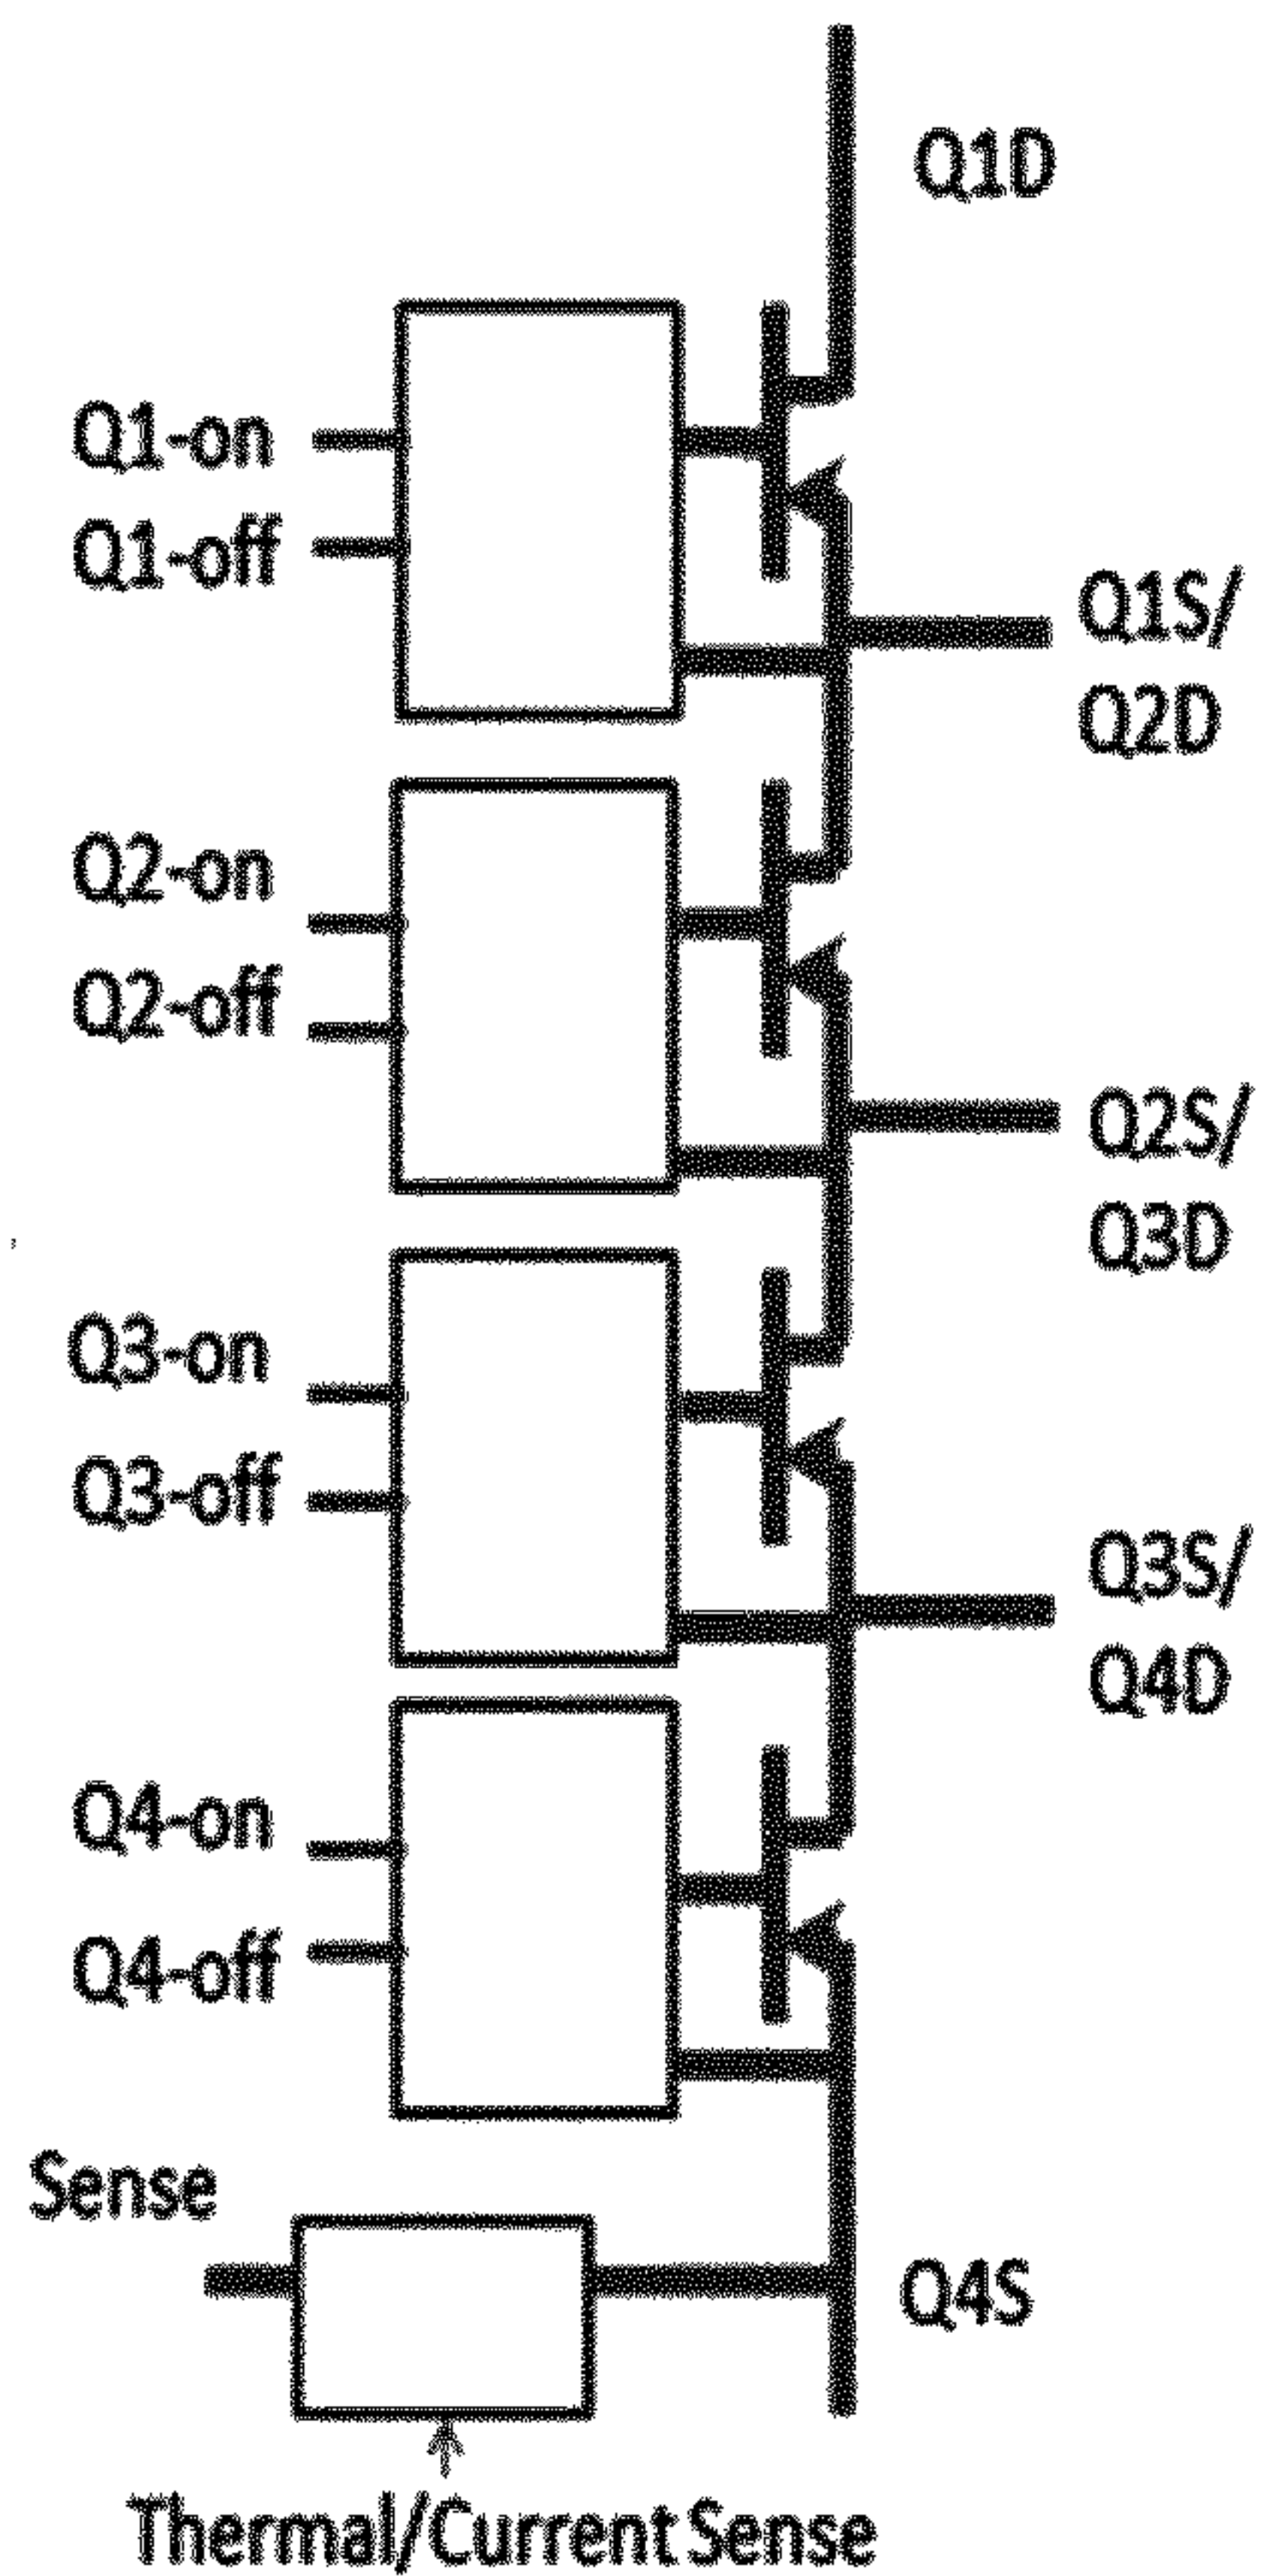 Q1D
Q1-on
Q1-off
Q1S/
Q2D
Q2-on
Q2-off
Q2S/
Q3D
Q3-on
Q3-off
Q3S/
Q4D
Q4-on
Q4-off
Sense
Q4S
Thermal/Current Sense